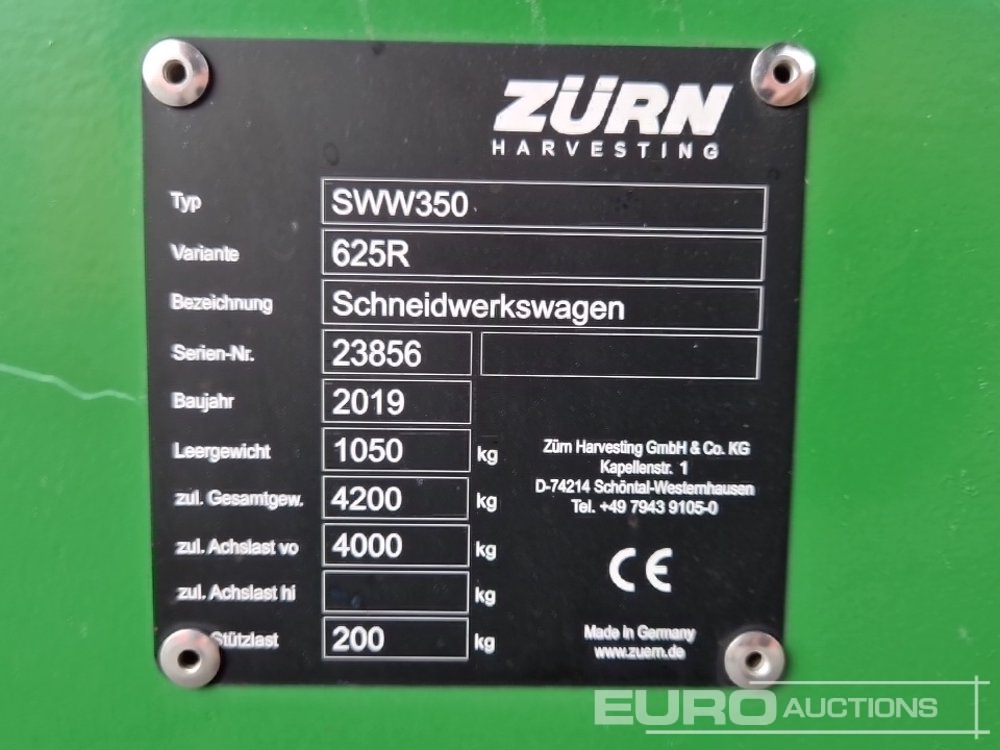 ZÜRN
HARVESTING
Typ SWW350
Variante 625R
Bezeichnung Schneidwerkswagen
Serien-Nr. 23856
Baujahr 2019
Leergewicht 1050 kg
zul. Gesamtgew. 4200 kg
zul. Achslast vo 4000 kg
zul. Achslast hi kg
Stützlast 200 kg
Zürn Harvesting GmbH & Co. KG
Kapellenstr. 1
D-74214 Schöntal-Westernhausen
Tel. +49 7943 9105-0
CE
Made in Germany
www.zuern.de
EURO AUCTIONS